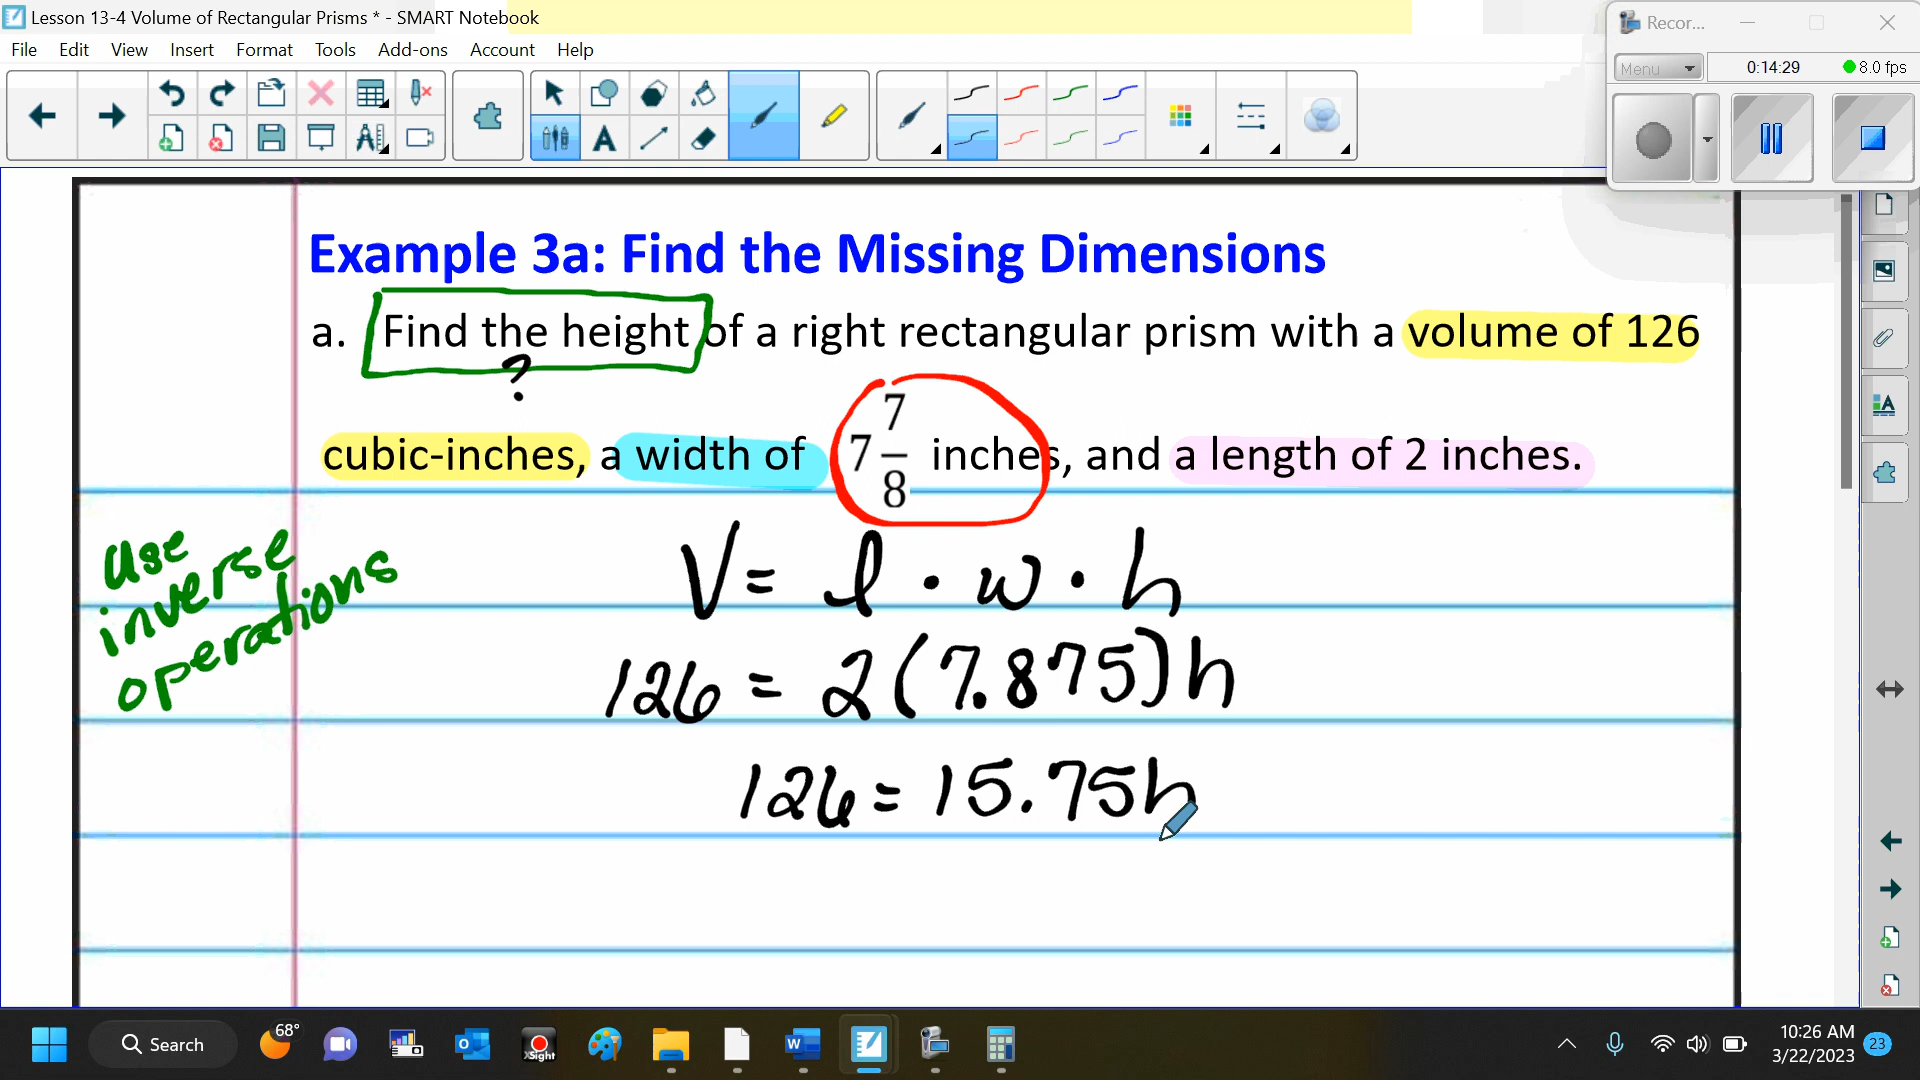 Lesson 13-4 Volume of Rectangular Prisms * - SMART Notebook
File Edit View Insert Format Tools Add-ons Account Help
Recor...
Menu 0:14:29 8.0 fps
Example 3a: Find the Missing Dimensions
a. Find the height of a right rectangular prism with a volume of 126
?
cubic-inches, a width of 7 7/8 inches, and a length of 2 inches.
Use
inverse
operations
V = l · w · h
126 = 2(7.875)h
126 = 15.75h
Search
68°
XSight
10:26 AM
3/22/2023
23